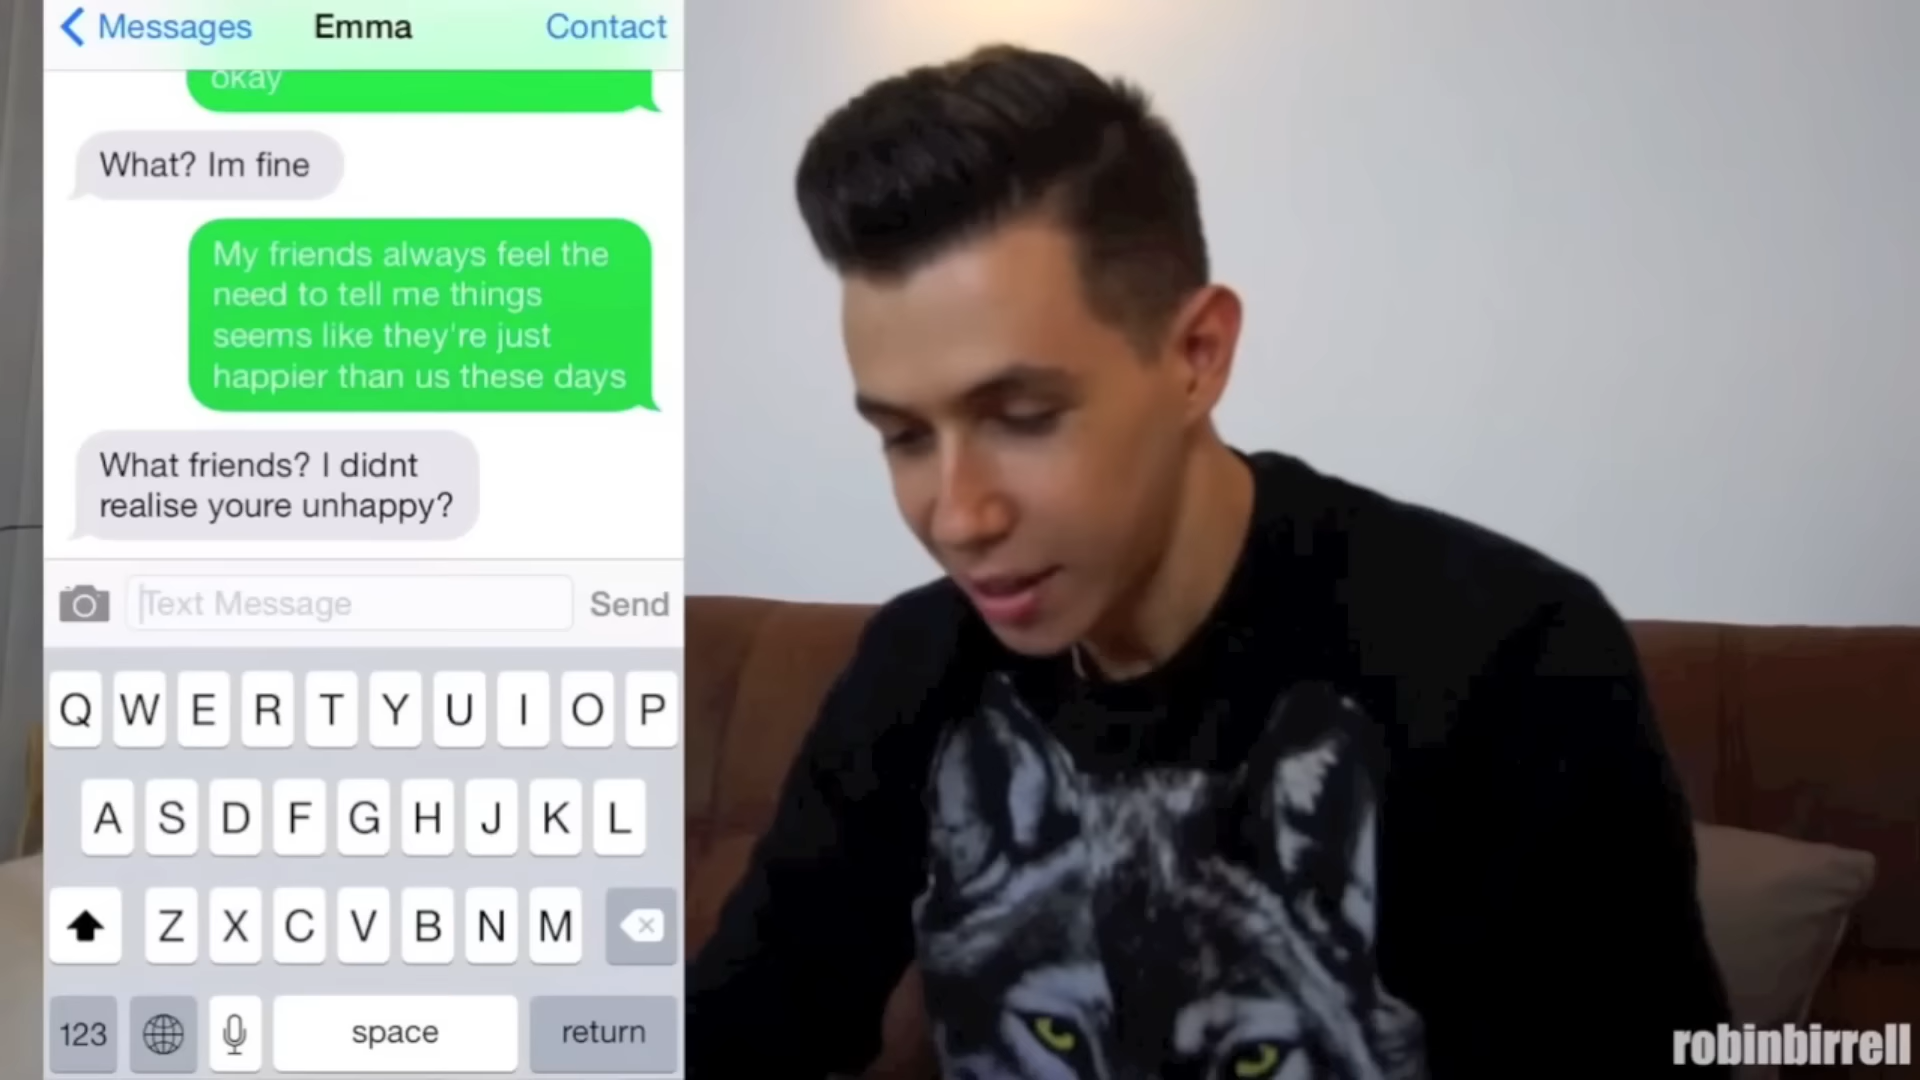 Messages
Emma
Contact
okay
What? Im fine
My friends always feel the
need to tell me things
seems like they're just
happier than us these days
What friends? I didnt
realise youre unhappy?
Text Message
Send
Q W E R T Y U I O P
A S D F G H J K L
Z X C V B N M
123
space
return
robinbirrell